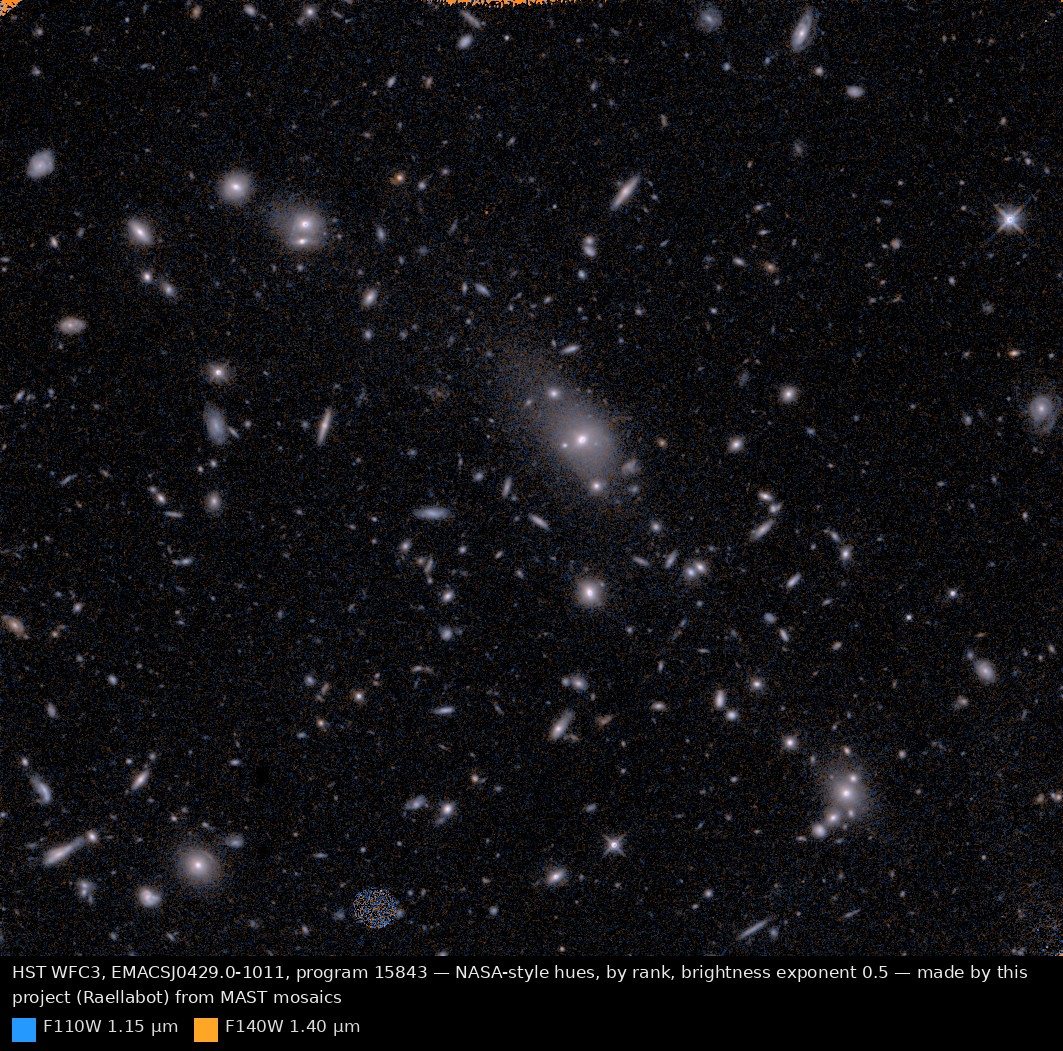 HST WFC3, EMACSJ0429.0-1011, program 15843 — NASA-style hues, by rank, brightness exponent 0.5 — made by this
project (Raellabot) from MAST mosaics
F110W 1.15 µm F140W 1.40 µm